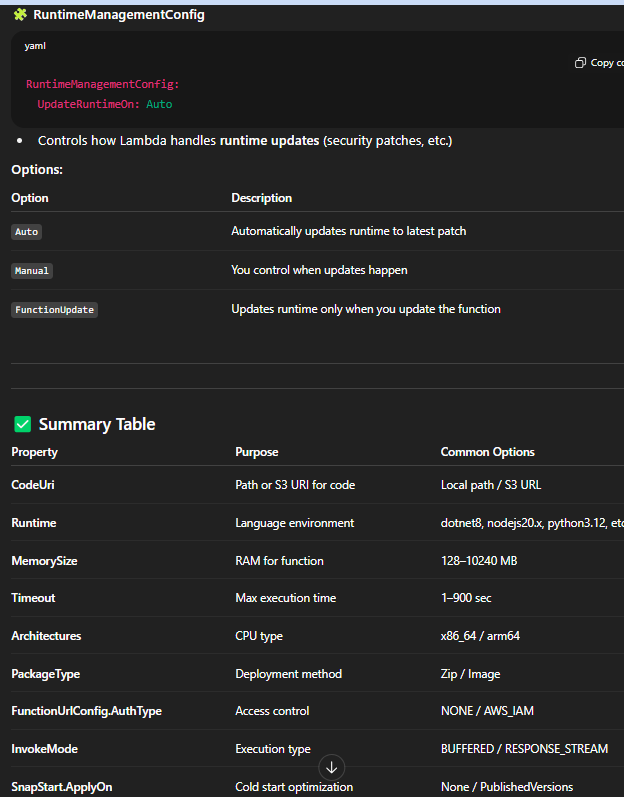 RuntimeManagementConfig
yaml
Copy co
RuntimeManagementConfig:
UpdateRuntimeOn: Auto
Controls how Lambda handles runtime updates (security patches, etc.)
Options:
Option Description
Auto Automatically updates runtime to latest patch
Manual You control when updates happen
FunctionUpdate Updates runtime only when you update the function
Summary Table
Property Purpose Common Options
CodeUri Path or S3 URI for code Local path / S3 URL
Runtime Language environment dotnet8, nodejs20.x, python3.12, etc
MemorySize RAM for function 128–10240 MB
Timeout Max execution time 1–900 sec
Architectures CPU type x86_64 / arm64
PackageType Deployment method Zip / Image
FunctionUrlConfig.AuthType Access control NONE / AWS_IAM
InvokeMode Execution type BUFFERED / RESPONSE_STREAM
SnapStart.ApplyOn Cold start optimization None / PublishedVersions